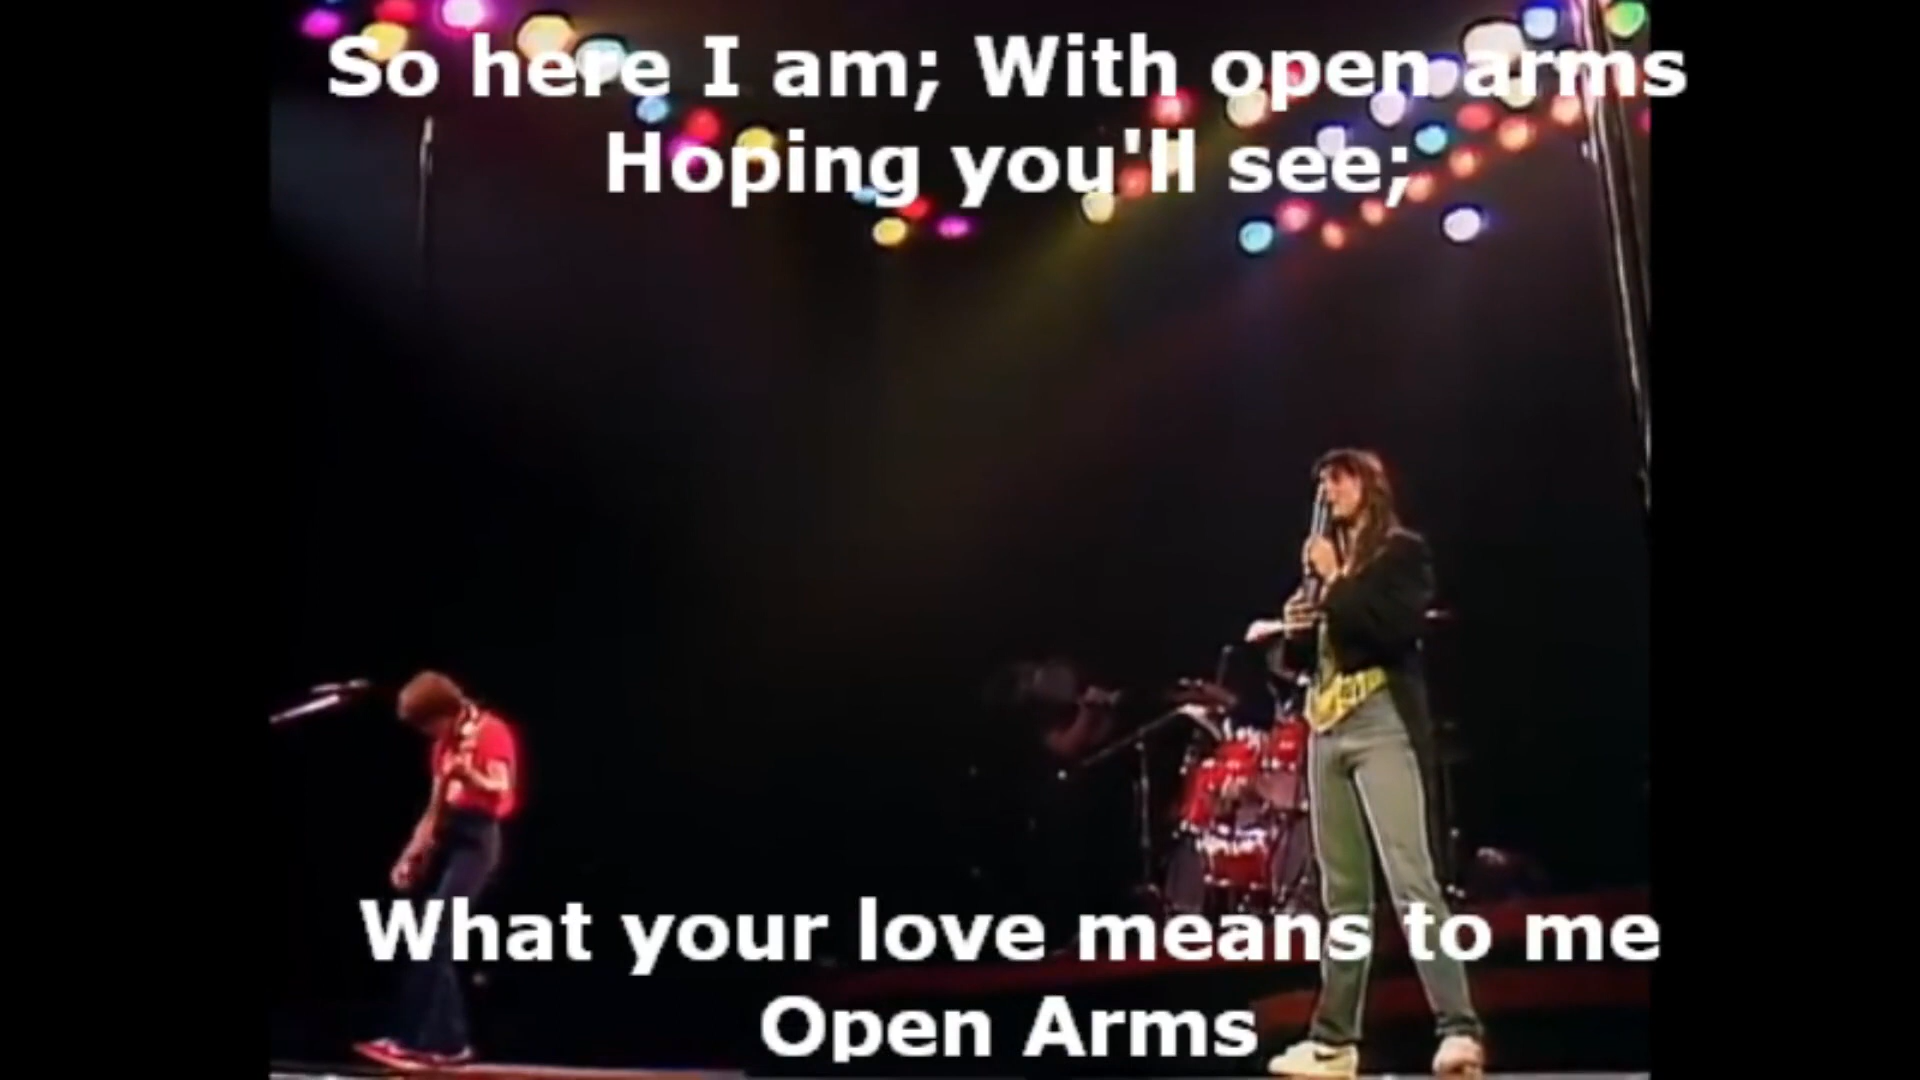 So here I am; With open arms
Hoping you'll see;
What your love means to me
Open Arms